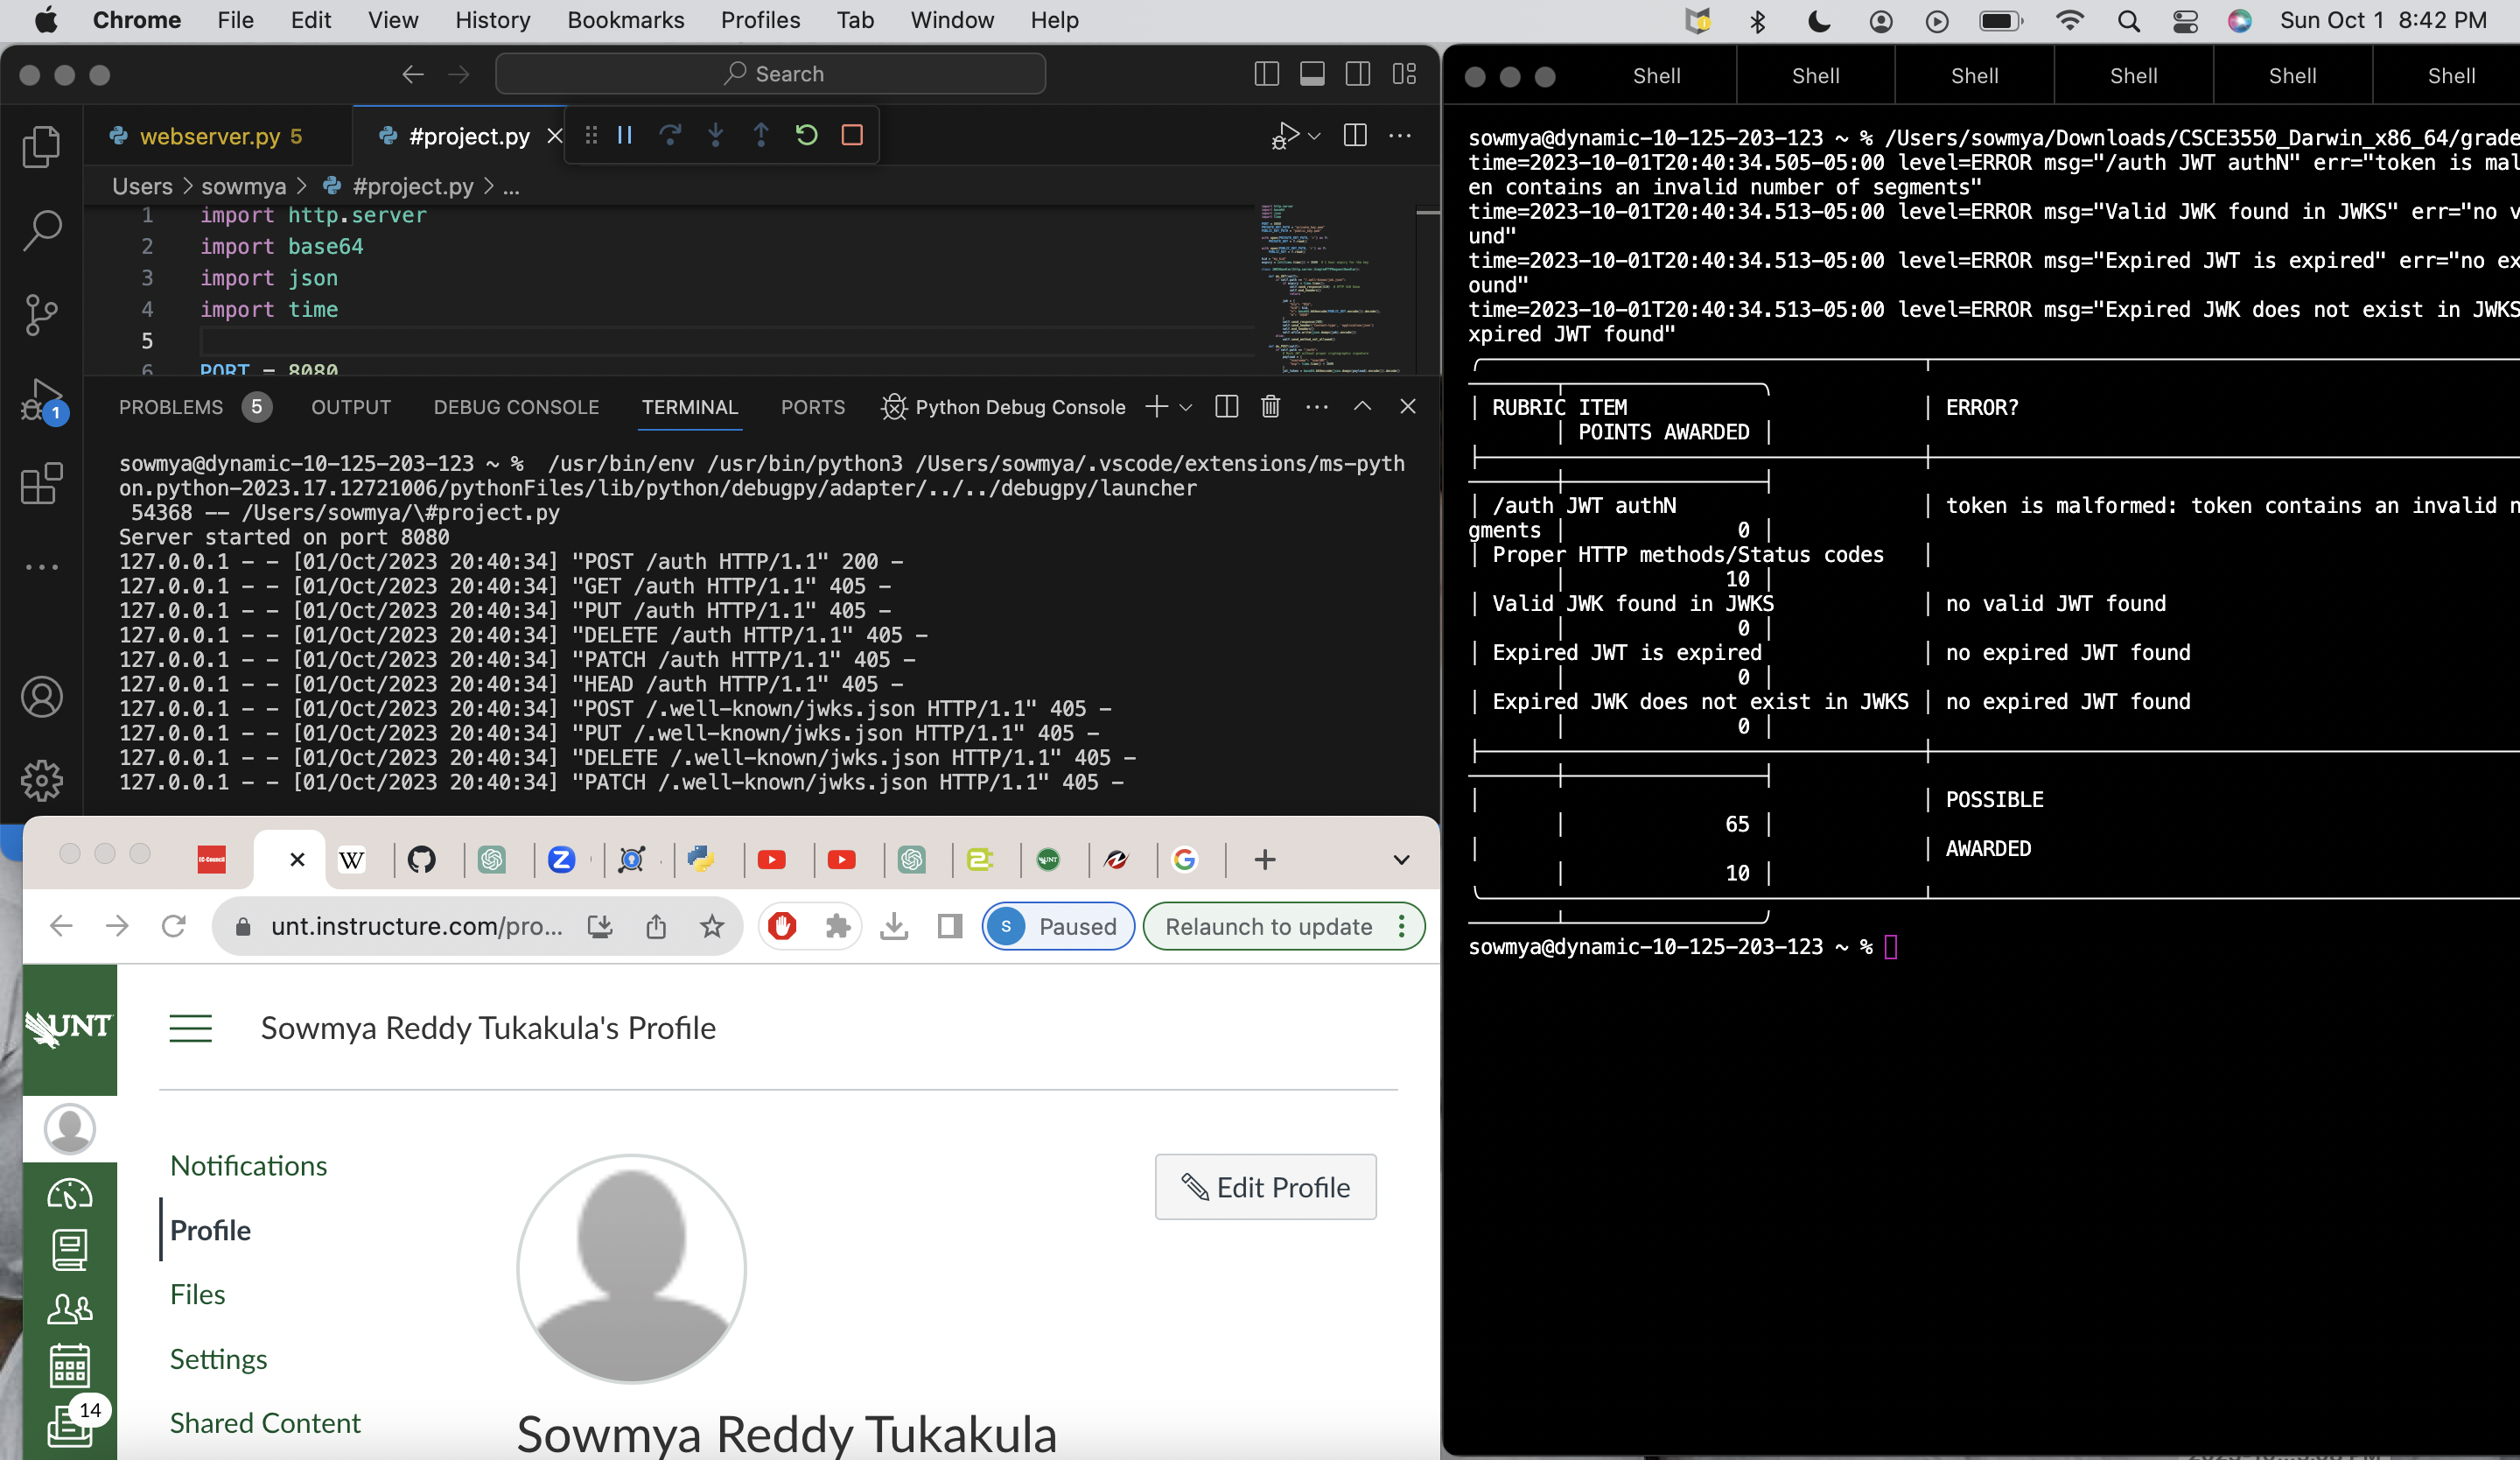 Chrome File Edit View History Bookmarks Profiles Tab Window Help Sun Oct 1 8:42 PM
Search
webserver.py 5 #project.py
Users > sowmya > #project.py > ...
1 import http.server
2 import base64
3 import json
4 import time
5
6 PORT = 8080
PROBLEMS 5 OUTPUT DEBUG CONSOLE TERMINAL PORTS Python Debug Console
sowmya@dynamic-10-125-203-123 ~ % /usr/bin/env /usr/bin/python3 /Users/sowmya/.vscode/extensions/ms-pyth
on.python-2023.17.12721006/pythonFiles/lib/python/debugpy/adapter/../../debugpy/launcher
54368 -- /Users/sowmya/\#project.py
Server started on port 8080
127.0.0.1 - - [01/Oct/2023 20:40:34] "POST /auth HTTP/1.1" 200 -
127.0.0.1 - - [01/Oct/2023 20:40:34] "GET /auth HTTP/1.1" 405 -
127.0.0.1 - - [01/Oct/2023 20:40:34] "PUT /auth HTTP/1.1" 405 -
127.0.0.1 - - [01/Oct/2023 20:40:34] "DELETE /auth HTTP/1.1" 405 -
127.0.0.1 - - [01/Oct/2023 20:40:34] "PATCH /auth HTTP/1.1" 405 -
127.0.0.1 - - [01/Oct/2023 20:40:34] "HEAD /auth HTTP/1.1" 405 -
127.0.0.1 - - [01/Oct/2023 20:40:34] "POST /.well-known/jwks.json HTTP/1.1" 405 -
127.0.0.1 - - [01/Oct/2023 20:40:34] "PUT /.well-known/jwks.json HTTP/1.1" 405 -
127.0.0.1 - - [01/Oct/2023 20:40:34] "DELETE /.well-known/jwks.json HTTP/1.1" 405 -
127.0.0.1 - - [01/Oct/2023 20:40:34] "PATCH /.well-known/jwks.json HTTP/1.1" 405 -
1
unt.instructure.com/pro... S Paused Relaunch to update
UNT
Sowmya Reddy Tukakula's Profile
Notifications
Edit Profile
Profile
Files
Settings
14
Shared Content
Sowmya Reddy Tukakula
Shell Shell Shell Shell Shell Shell
sowmya@dynamic-10-125-203-123 ~ % /Users/sowmya/Downloads/CSCE3550_Darwin_x86_64/grade
time=2023-10-01T20:40:34.505-05:00 level=ERROR msg="/auth JWT authN" err="token is mal
en contains an invalid number of segments"
time=2023-10-01T20:40:34.513-05:00 level=ERROR msg="Valid JWK found in JWKS" err="no v
und"
time=2023-10-01T20:40:34.513-05:00 level=ERROR msg="Expired JWT is expired" err="no ex
ound"
time=2023-10-01T20:40:34.513-05:00 level=ERROR msg="Expired JWK does not exist in JWKS
xpired JWT found"
RUBRIC ITEM | ERROR?
| POINTS AWARDED |
| /auth JWT authN | token is malformed: token contains an invalid n
gments | 0 |
| Proper HTTP methods/Status codes |
| 10 |
| Valid JWK found in JWKS | no valid JWT found
| 0 |
| Expired JWT is expired | no expired JWT found
| 0 |
| Expired JWK does not exist in JWKS | no expired JWT found
| 0 |
| | POSSIBLE
| 65 |
| | AWARDED
| 10 |
sowmya@dynamic-10-125-203-123 ~ %